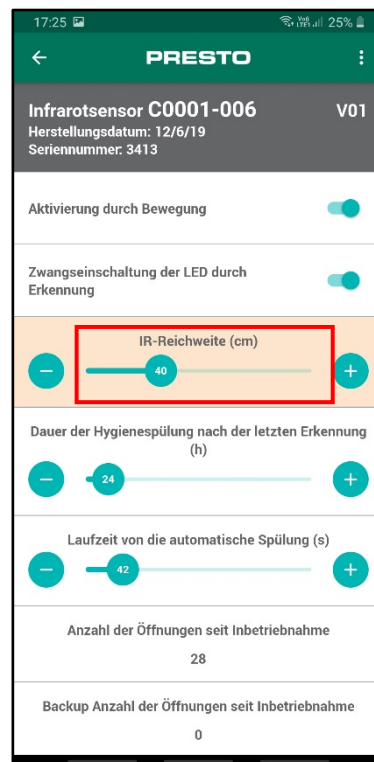 17:25 25%
PRESTO
Infrarotsensor C0001-006 V01
Herstellungsdatum: 12/6/19
Seriennummer: 3413
Aktivierung durch Bewegung
Zwangseinschaltung der LED durch
Erkennung
IR-Reichweite (cm)
− 40 +
Dauer der Hygienespülung nach der letzten Erkennung
(h)
− 24 +
Laufzeit von die automatische Spülung (s)
− 42 +
Anzahl der Öffnungen seit Inbetriebnahme
28
Backup Anzahl der Öffnungen seit Inbetriebnahme
0